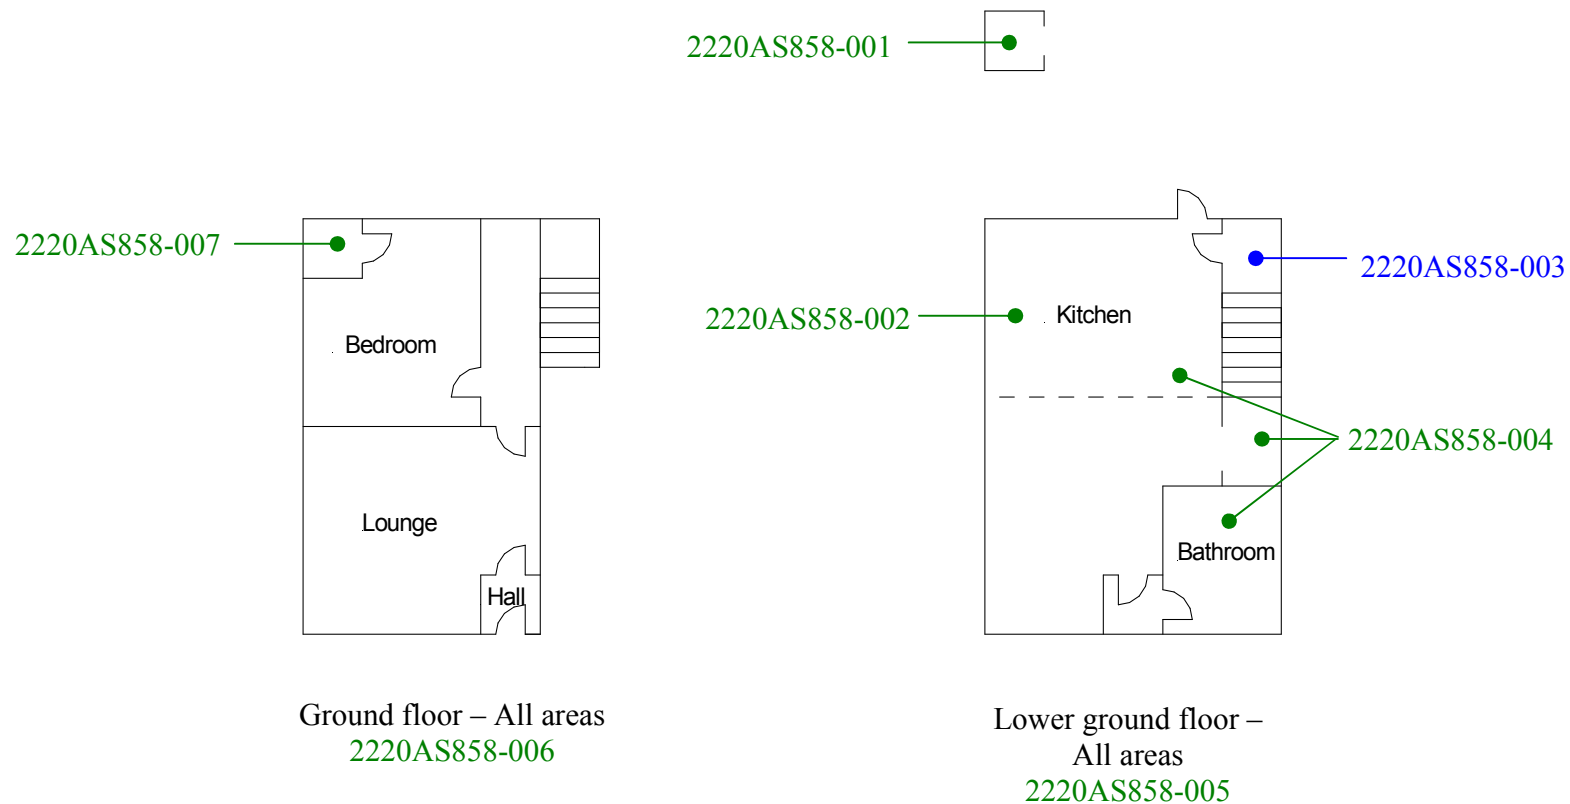 2220AS858-001
2220AS858-007
2220AS858-003
2220AS858-002
Kitchen
Bedroom
2220AS858-004
Lounge
Bathroom
Hall
Ground floor – All areas
2220AS858-006
Lower ground floor –
All areas
2220AS858-005